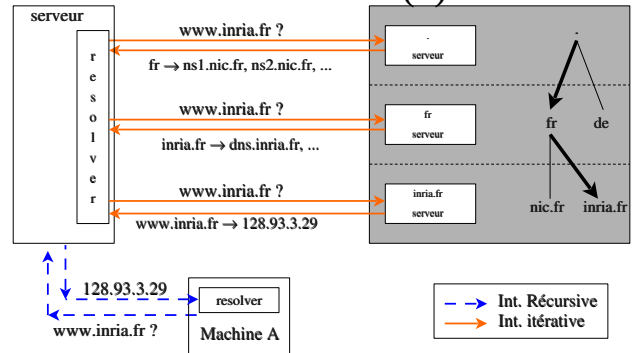 serveur
resolver
www.inria.fr ?
fr → ns1.nic.fr, ns2.nic.fr, ...
www.inria.fr ?
inria.fr → dns.inria.fr, ...
www.inria.fr ?
www.inria.fr → 128.93.3.29
.
serveur
fr
serveur
inria.fr
serveur
.
fr
de
nic.fr
inria.fr
128.93.3.29
www.inria.fr ?
resolver
Machine A
Int. Récursive
Int. itérative